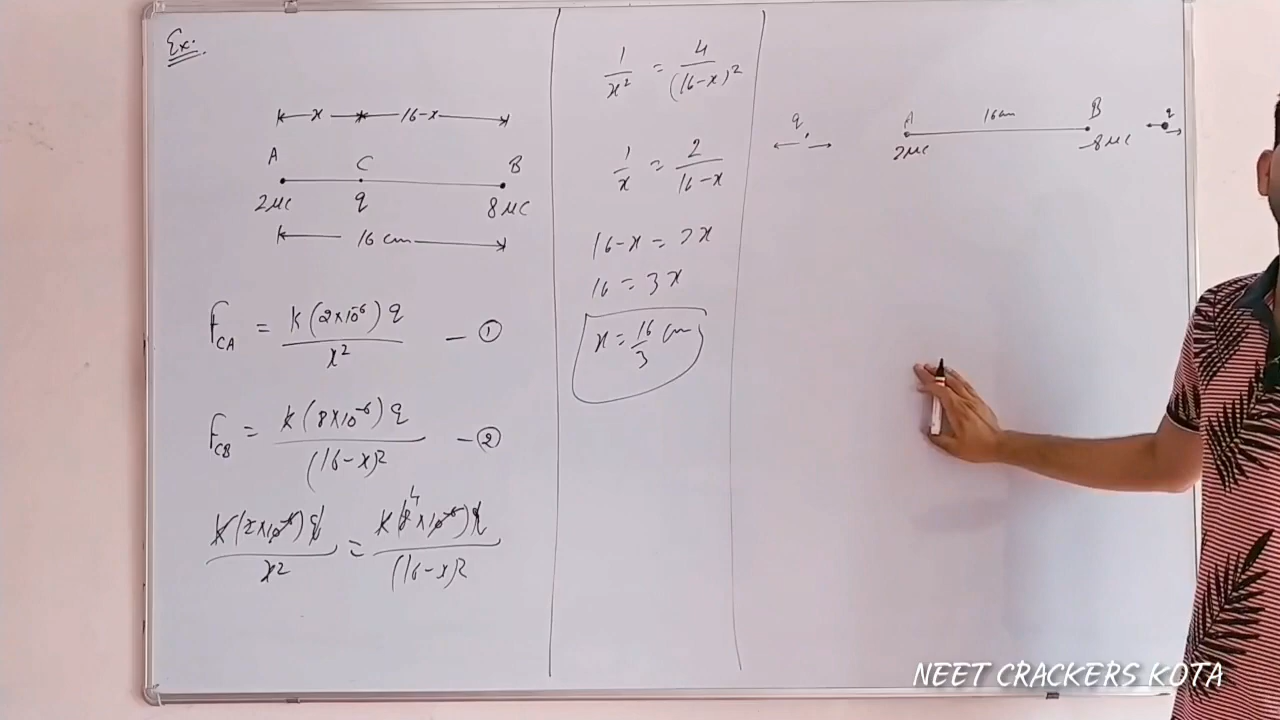 Ex:
x 16-x
A C B
2μC q 8μC
16 cm
F_CA = K(2×10⁻⁶)q / x² — ①
F_CB = K(8×10⁻⁶)q / (16-x)² — ②
K(2×10⁻⁶)q / x² = K(8×10⁻⁶)q / (16-x)²
4
1/x² = 4/(16-x)²
1/x = 2/(16-x)
16-x = 2x
16 = 3x
x = 16/3 cm
q A 16cm B q
2μC -8μC
NEET CRACKERS KOTA